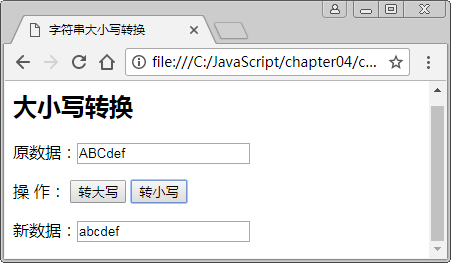 字符串大小写转换
file:///C:/JavaScript/chapter04/c...
大小写转换
原数据：ABCdef
操 作： 转大写 转小写
新数据：abcdef